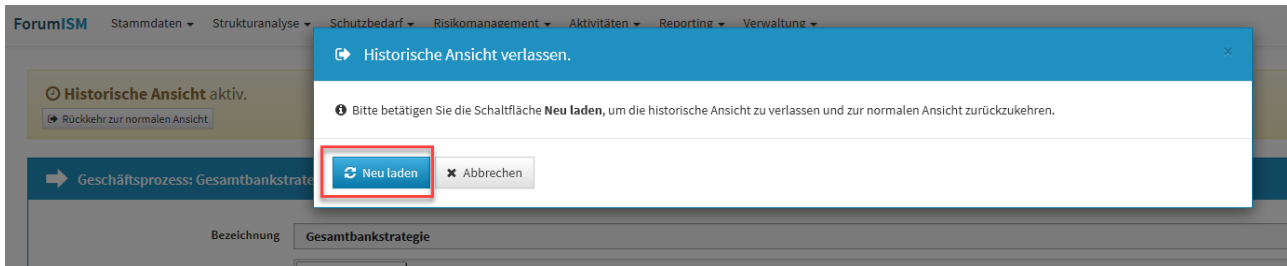 ForumISM Stammdaten Strukturanalyse Schutzbedarf Risikomanagement Aktivitäten Reporting Verwaltung
Historische Ansicht verlassen.
×
Historische Ansicht aktiv.
Rückkehr zur normalen Ansicht
Bitte betätigen Sie die Schaltfläche Neu laden, um die historische Ansicht zu verlassen und zur normalen Ansicht zurückzukehren.
Neu laden Abbrechen
Geschäftsprozess: Gesamtbankstrate
Bezeichnung Gesamtbankstrategie